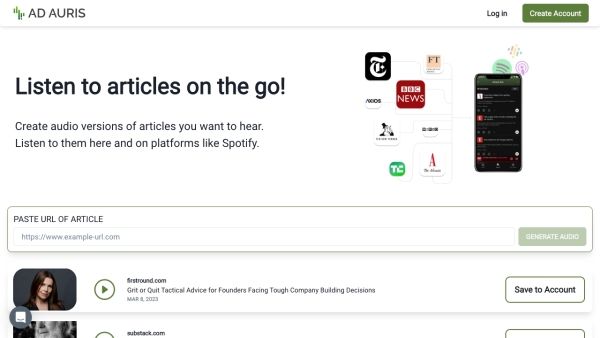 AD AURIS
Log in
Create Account
Listen to articles on the go!
Create audio versions of articles you want to hear.
Listen to them here and on platforms like Spotify.
FT
BBC
NEWS
AXIOS
TC
PASTE URL OF ARTICLE
https://www.example-url.com
GENERATE AUDIO
firstround.com
Grit or Quit Tactical Advice for Founders Facing Tough Company Building Decisions
MAR 8, 2023
Save to Account
substack.com